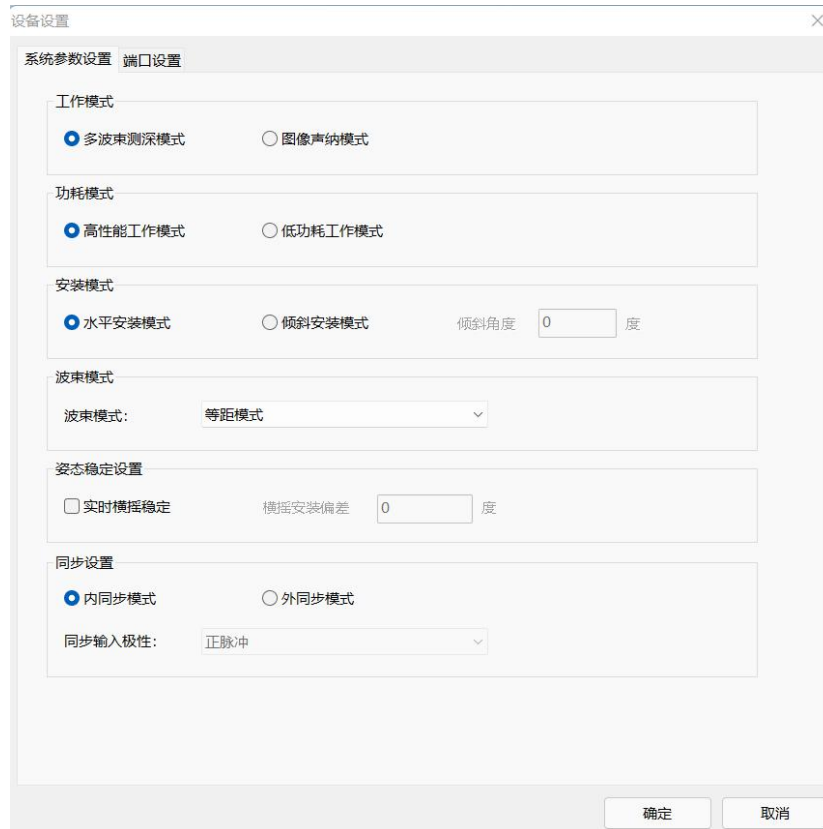 设备设置
系统参数设置 端口设置
工作模式
多波束测深模式 图像声纳模式
功耗模式
高性能工作模式 低功耗工作模式
安装模式
水平安装模式 倾斜安装模式 倾斜角度 0 度
波束模式
波束模式: 等距模式
姿态稳定设置
实时横摇稳定 横摇安装偏差 0 度
同步设置
内同步模式 外同步模式
同步输入极性: 正脉冲
确定 取消